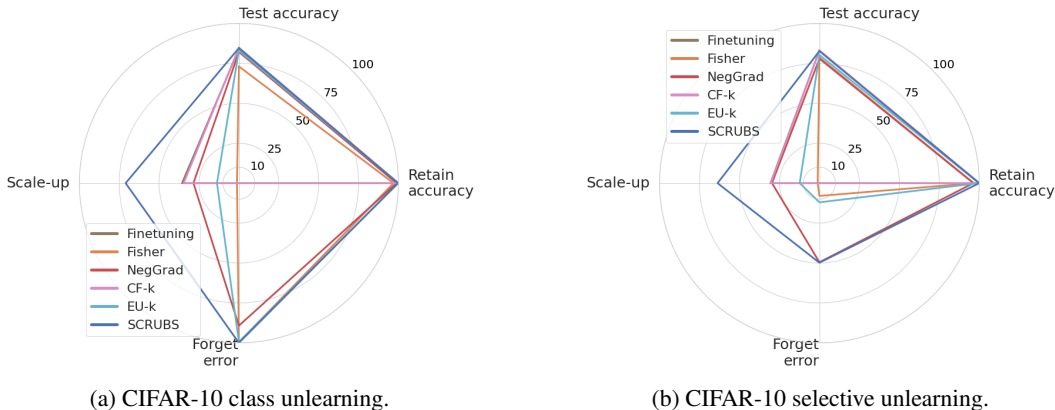 Test accuracy
100
75
50
25
10
Scale-up
Retain
accuracy
Finetuning
Fisher
NegGrad
CF-k
EU-k
SCRUBS
Forget
error
(a) CIFAR-10 class unlearning.
Test accuracy
Finetuning
Fisher
NegGrad
CF-k
EU-k
SCRUBS
100
75
50
25
10
Scale-up
Retain
accuracy
Forget
error
(b) CIFAR-10 selective unlearning.